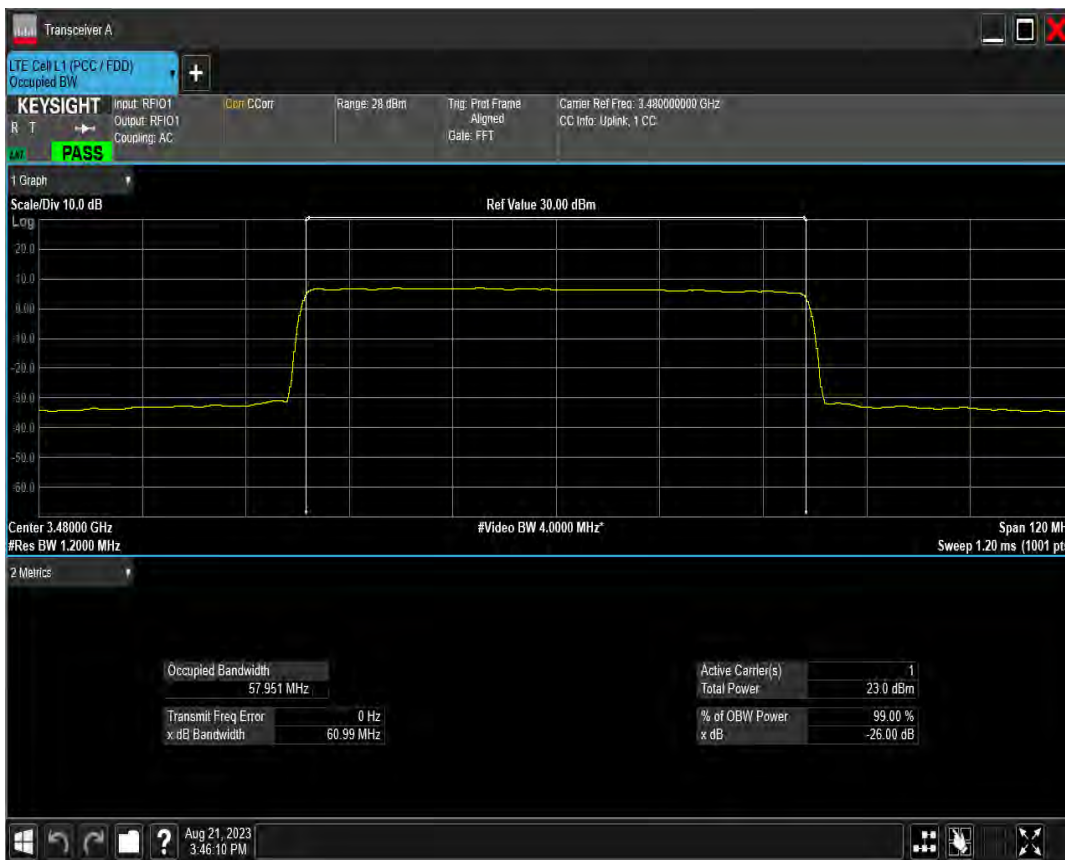 Transceiver A
LTE Cell L1 (PCC / FDD)
Occupied BW
+
KEYSIGHT
R T
PASS
Input: RFIO1
Output: RFIO1
Coupling: AC
Corr CCorr
Range: 28 dBm
Trig: Prot Frame
Aligned
Gate: FFT
Carrier Ref Freq: 3.480000000 GHz
CC Info: Uplink, 1 CC
1 Graph
Scale/Div 10.0 dB
Ref Value 30.00 dBm
Log
20.0
10.0
0.00
-10.0
-20.0
-30.0
-40.0
-50.0
-60.0
Center 3.48000 GHz
#Video BW 4.0000 MHz*
Span 120 MH
#Res BW 1.2000 MHz
Sweep 1.20 ms (1001 pts
2 Metrics
Occupied Bandwidth
57.951 MHz
Transmit Freq Error 0 Hz
x dB Bandwidth 60.99 MHz
Active Carrier(s) 1
Total Power 23.0 dBm
% of OBW Power 99.00 %
x dB -26.00 dB
?
Aug 21, 2023
3:46:10 PM